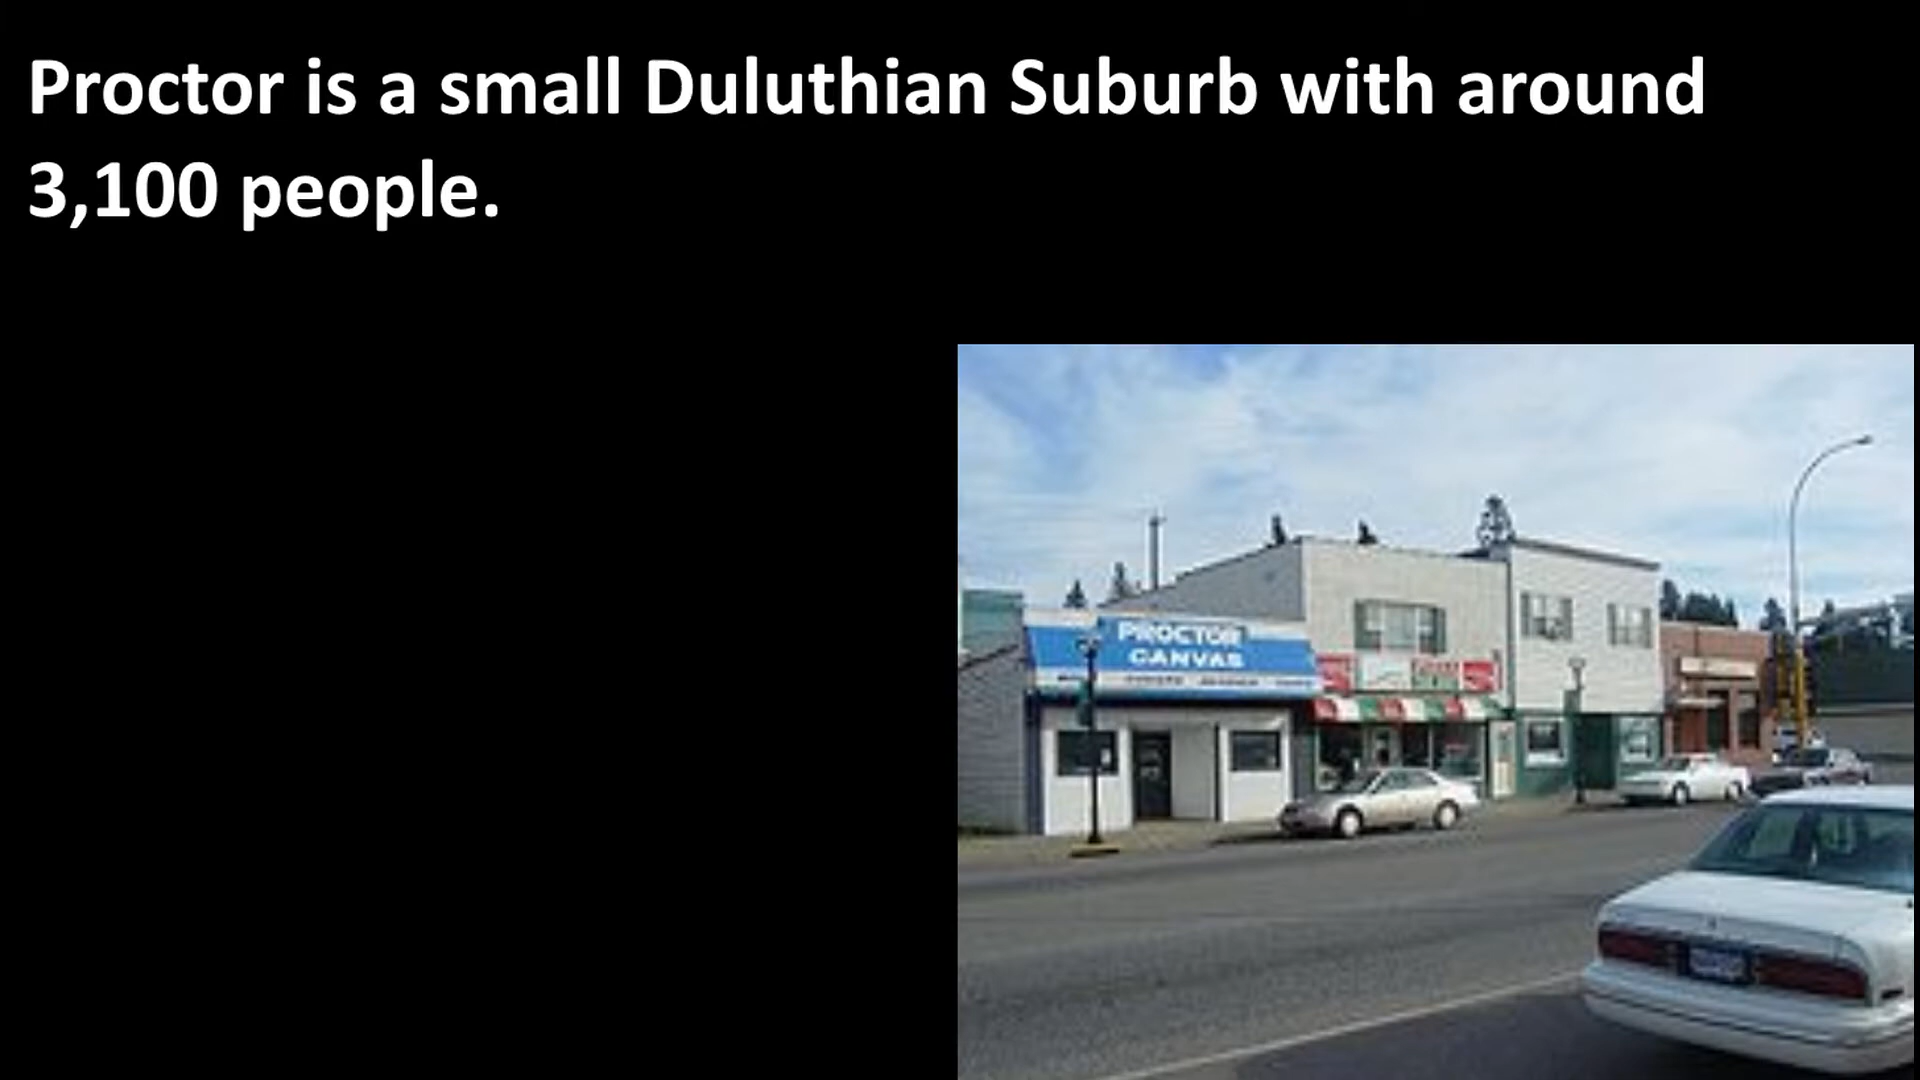 Proctor is a small Duluthian Suburb with around
3,100 people.
PROCTOR
CANVAS